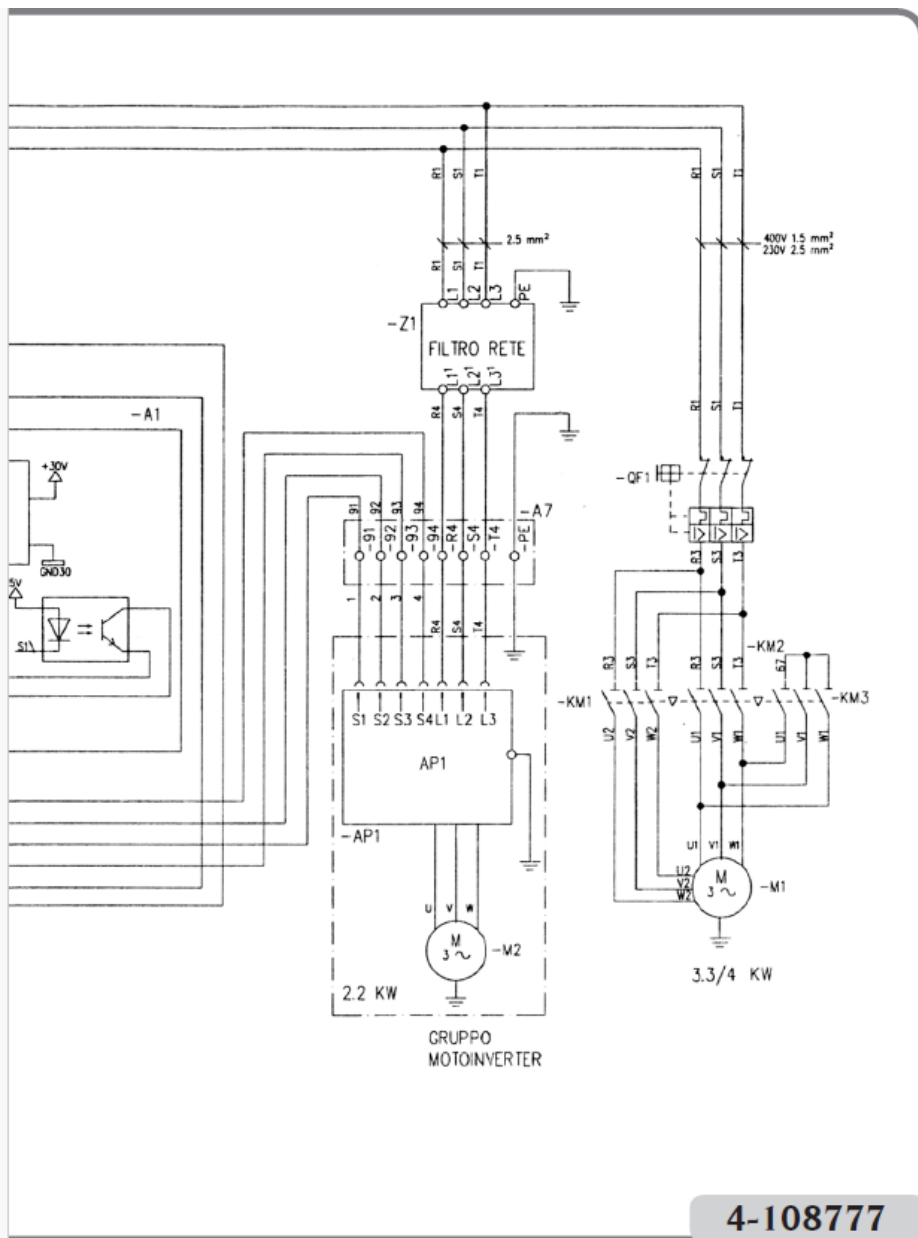 R1 S1 T1
R1 S1 T1
2.5 mm²
400V 1.5 mm²
230V 2.5 mm²
R1 S1 T1
L1 L2 L3 PE
-Z1
FILTRO RETE
L1¹ L2¹ L3¹
R4 S4 T4
R1 S1 T1
-A1
+30V
-QF1
91 92 93 94
-A7
-91 -92 -93 -94 -R4 -S4 -T4 -PE
I> I> I>
GND30
5V
R3 S3 T3
1 2 3 4 R4 S4 T4
S1
-KM2
R3 S3 T3 R3 S3 T3 67
-KM1
-KM3
S1 S2 S3 S4 L1 L2 L3
U2 V2 W2 U1 V1 W1 U1 V1 W1
AP1
-AP1
U1 V1 W1
U2
V2
W2
M
3 ~
-M1
U V W
M
3 ~
-M2
3.3/4 KW
2.2 KW
GRUPPO
MOTOINVERTER
4-108777